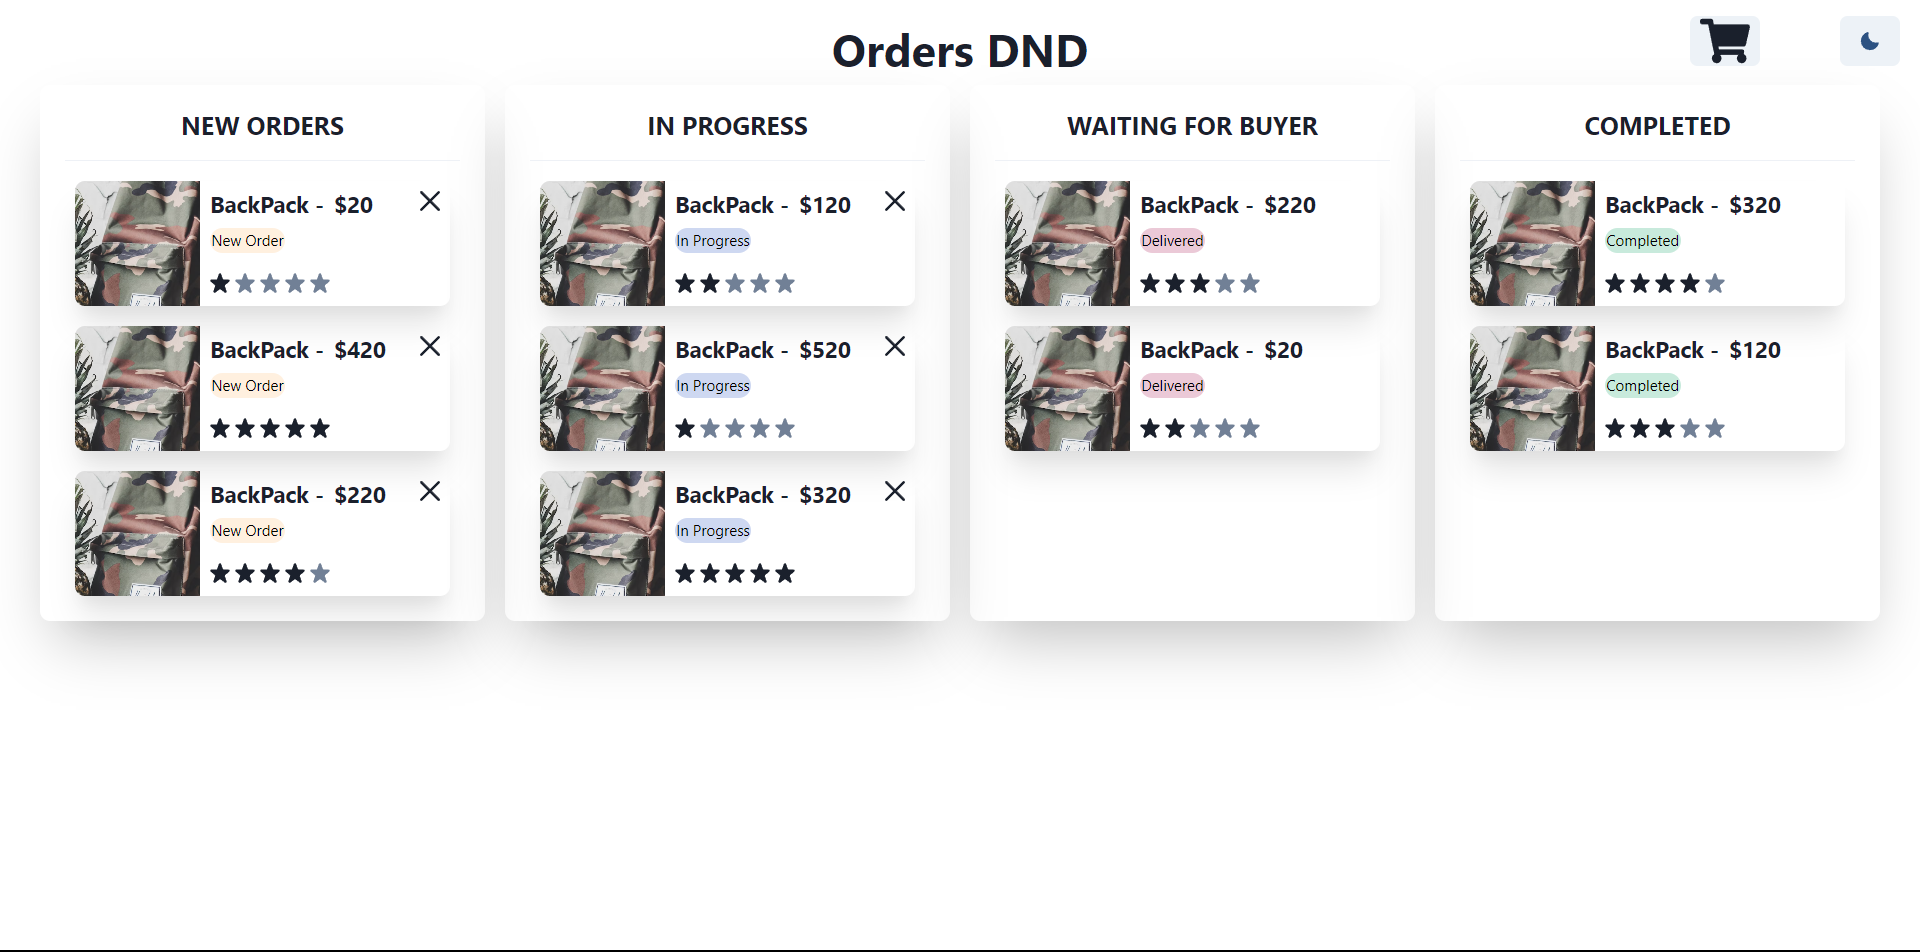 Orders DND
NEW ORDERS
BackPack - $20
New Order
BackPack - $420
New Order
BackPack - $220
New Order
IN PROGRESS
BackPack - $120
In Progress
BackPack - $520
In Progress
BackPack - $320
In Progress
WAITING FOR BUYER
BackPack - $220
Delivered
BackPack - $20
Delivered
COMPLETED
BackPack - $320
Completed
BackPack - $120
Completed